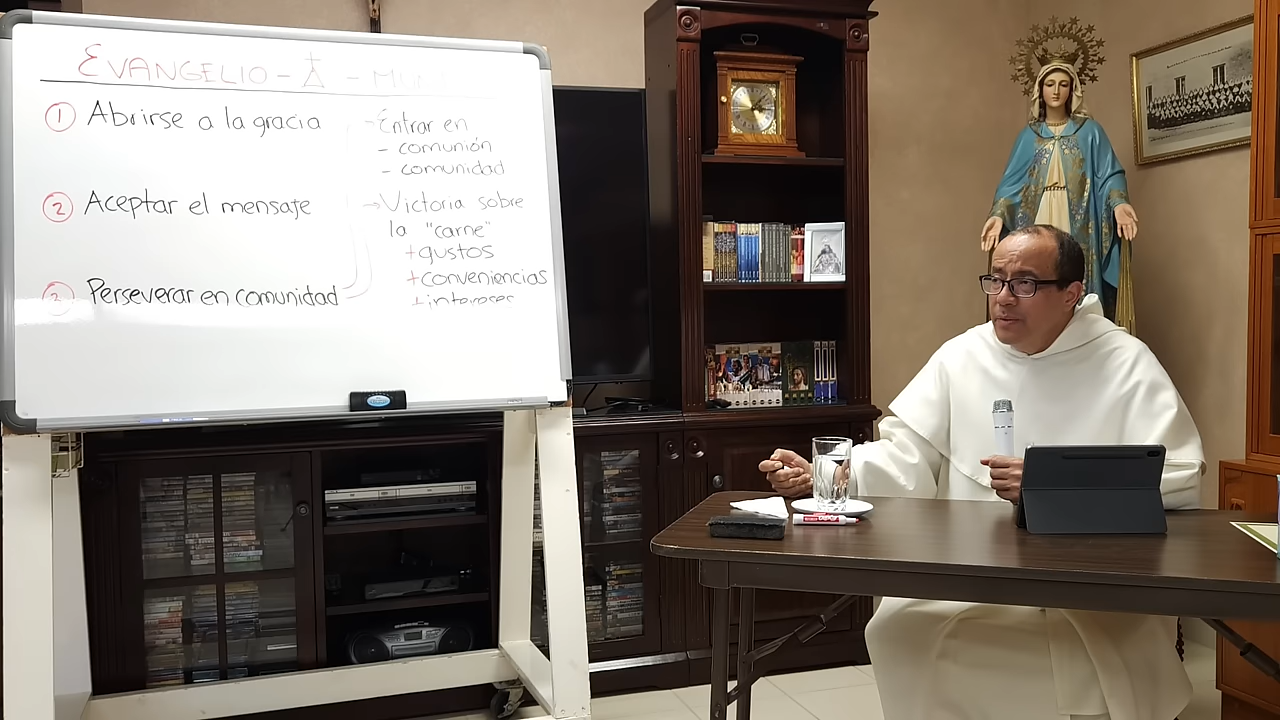 EVANGELIO -
① Abrirse a la gracia
② Aceptar el mensaje
Perseverar en comunidad
Entrar en
- comunión
- comunidad
→ Victoria sobre
la "carne"
+ gustos
+ conveniencias
+ intereses